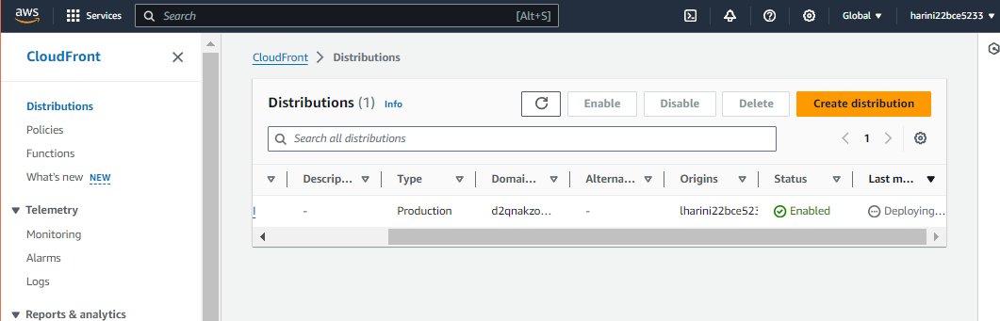 aws Services Search [Alt+S] Global harini22bce5233
CloudFront
Distributions
Policies
Functions
What's new NEW
Telemetry
Monitoring
Alarms
Logs
Reports & analytics
CloudFront Distributions
Distributions (1) Info Enable Disable Delete Create distribution
Search all distributions 1
Descrip... Type Domai... Alterna... Origins Status Last m...
- Production d2qnakzo... - lharini22bce523 Enabled Deploying...